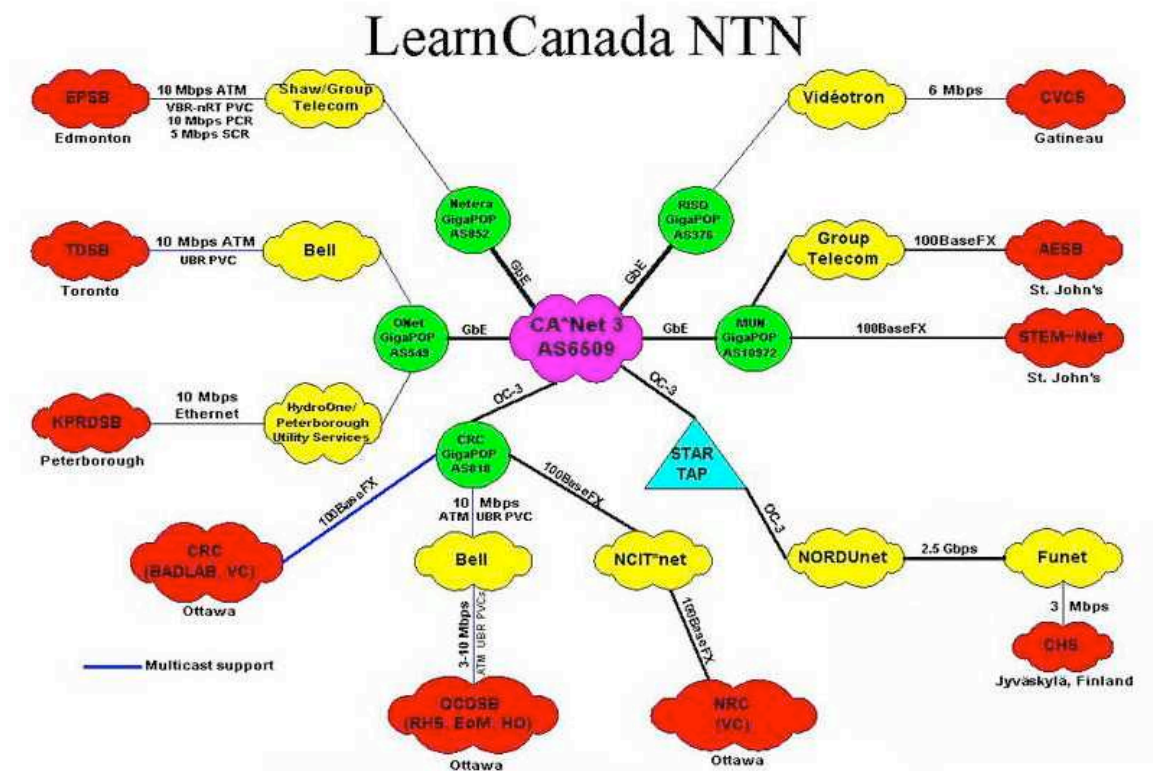 LearnCanada NTN
EPSB
Edmonton
10 Mbps ATM
VBR-nRT PVC
10 Mbps PCR
5 Mbps SCR
Shaw/Group
Telecom
Vidéotron
6 Mbps
CVCS
Gatineau
Netera
GigaPOP
AS852
RISQ
GigaPOP
AS376
TDSB
Toronto
10 Mbps ATM
UBR PVC
Bell
Group
Telecom
100BaseFX
AESB
St. John's
GbE
GbE
ONet
GigaPOP
AS549
GbE
CA*Net 3
AS6509
GbE
MUN
GigaPOP
AS10972
100BaseFX
STEM~Net
St. John's
KPRDSB
Peterborough
10 Mbps
Ethernet
HydroOne/
Peterborough
Utility Services
OC-3
OC-3
CRC
GigaPOP
AS818
STAR
TAP
100BaseFX
10 Mbps
ATM UBR PVC
100BaseFX
OC-3
CRC
(BADLAB, VC)
Ottawa
Bell
NCIT*net
NORDUnet
2.5 Gbps
Funet
3-10 Mbps
ATM UBR PVCs
100BaseFX
3 Mbps
CHS
Jyväskylä, Finland
Multicast support
OCDSB
(RHS, EoM, HO)
Ottawa
NRC
(VC)
Ottawa